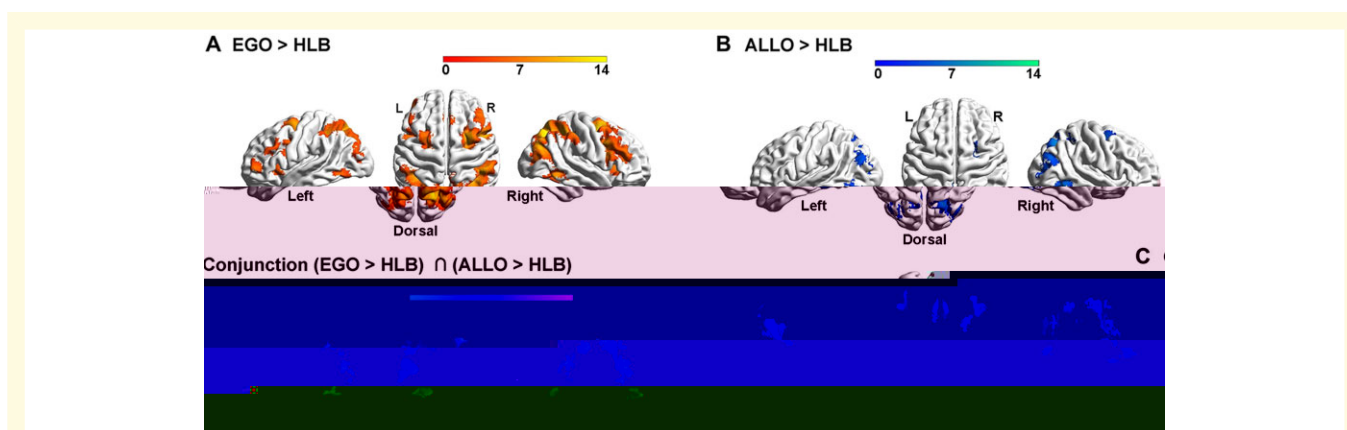 A EGO > HLB
0 7 14
L R
Left
Right
Dorsal
B ALLO > HLB
0 7 14
L R
Left
Right
Dorsal
Conjunction (EGO > HLB) ∩ (ALLO > HLB)
C